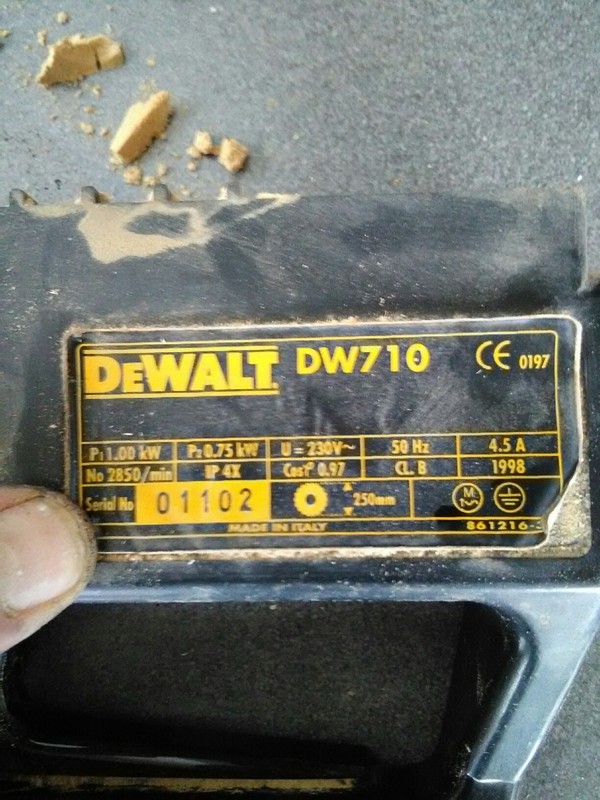 DEWALT DW710 CE 0197
P1 1.00 kW P2 0.75 kW U = 230V~ 50 Hz 4.5 A
No 2850/min IP 4X Cosf° 0.97 CL. B 1998
Serial No 01102 250mm M
MADE IN ITALY 861216-